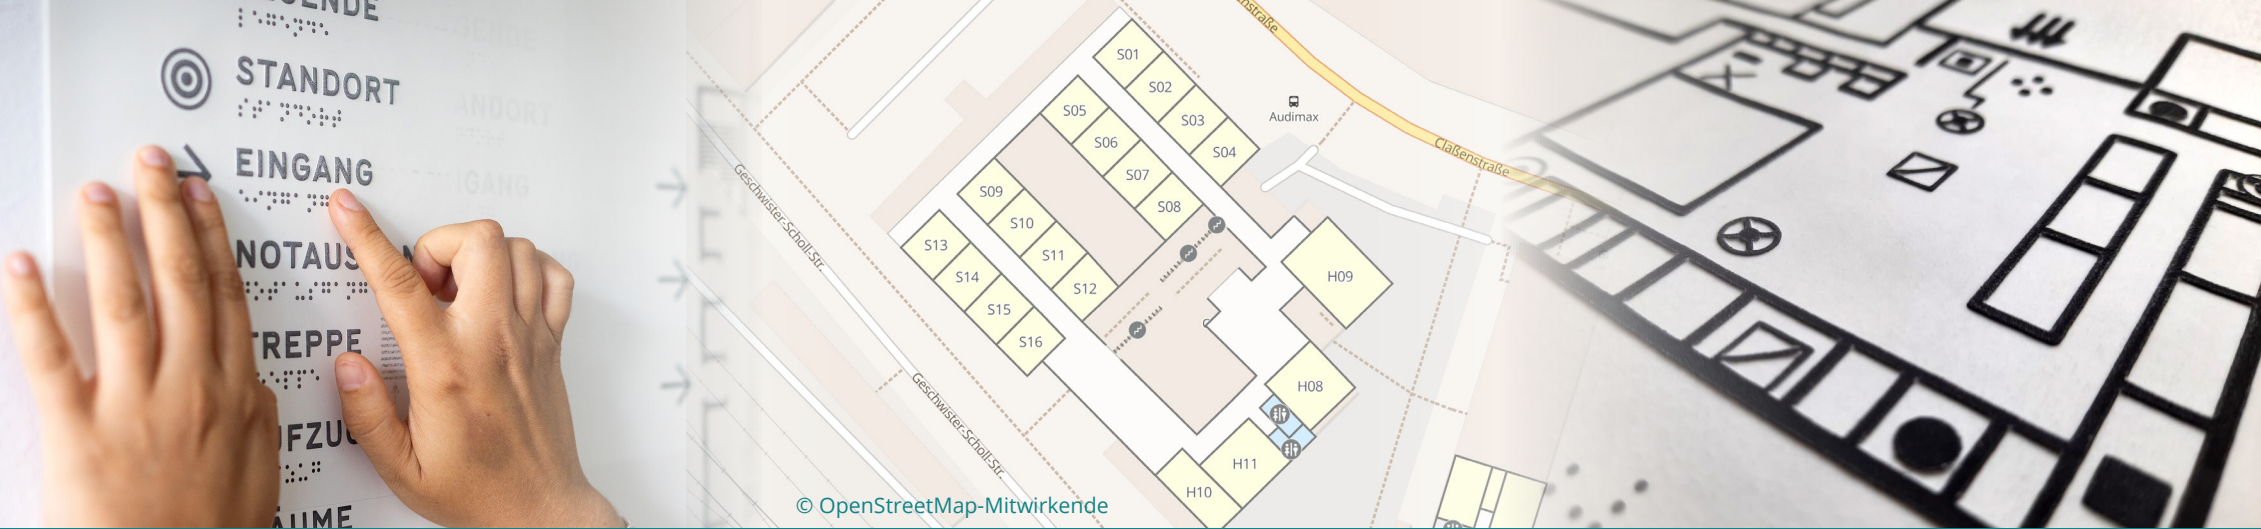 STANDORT
EINGANG
NOTAUS
TREPPE
S01
S02
S03
S04
S05
S06
S07
S08
S09
S10
S11
S12
S13
S14
S15
S16
H09
H08
H11
H10
Audimax
Claßenstraße
Geschwister-Scholl-Str.
Geschwister-Scholl-Str.
© OpenStreetMap-Mitwirkende